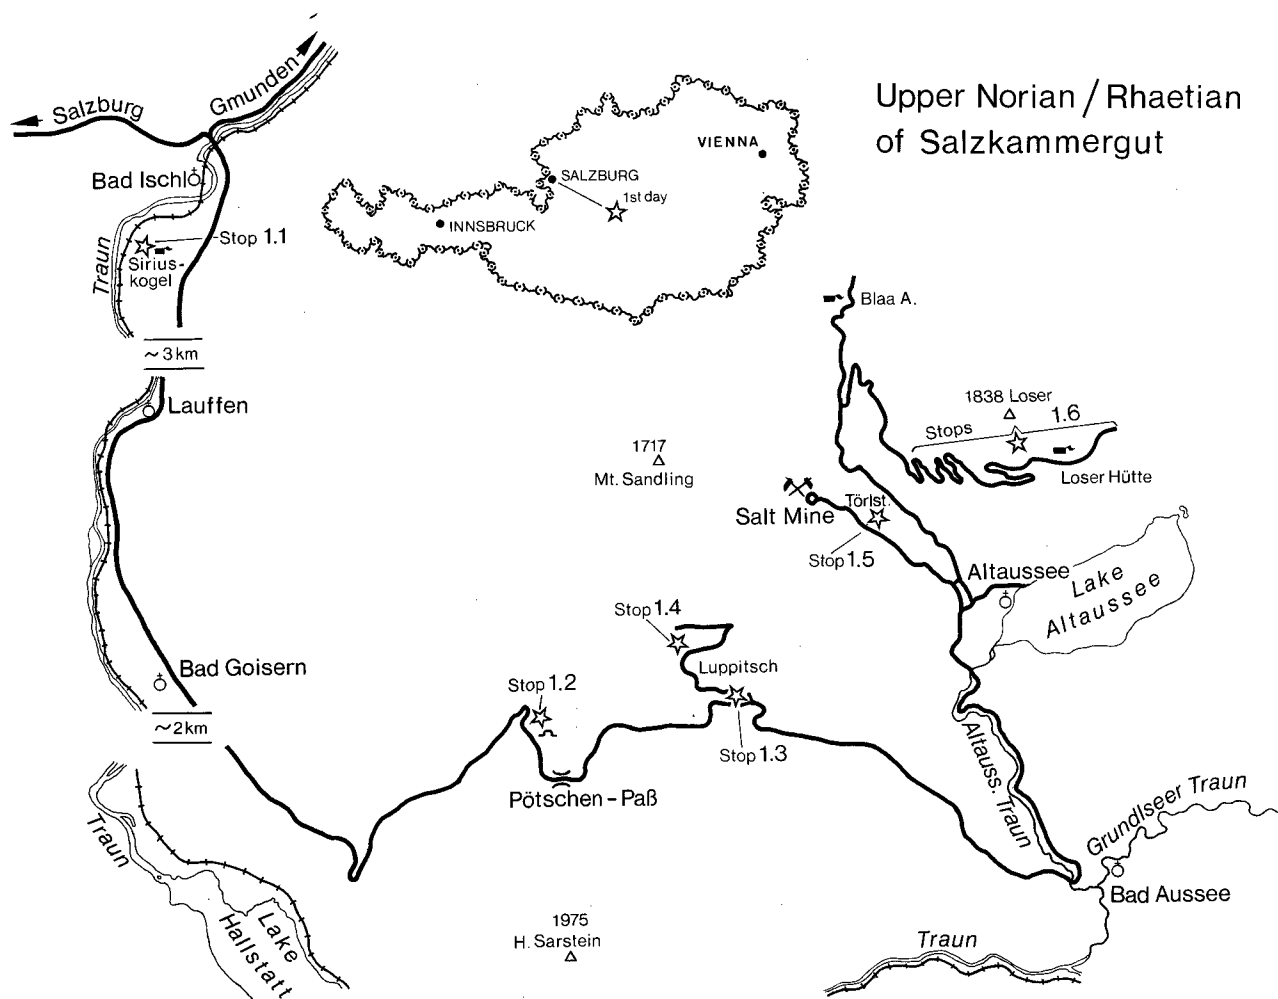 Upper Norian / Rhaetian
of Salzkammergut
Salzburg
Gmunden
Bad Ischl
Stop 1.1
Sirius-
kogel
Traun
~ 3 km
Lauffen
Bad Goisern
~2 km
Traun
Lake
Hallstatt
VIENNA
SALZBURG
1st day
INNSBRUCK
Blaa A.
1838 Loser
Stops
1.6
Loser Hütte
1717
Mt. Sandling
Salt Mine
Törlst.
Stop 1.5
Altaussee
Lake
Altaussee
Stop 1.4
Luppitsch
Stop 1.2
Stop 1.3
Pötschen - Paß
Altauss. Traun
Grundlseer Traun
Bad Aussee
1975
H. Sarstein
Traun